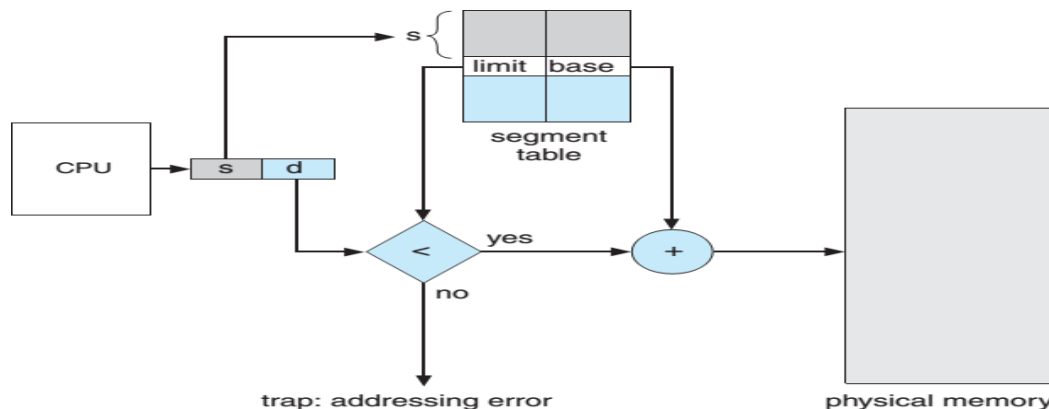 s
limit base
segment
table
CPU
s d
<
yes
+
no
trap: addressing error
physical memory